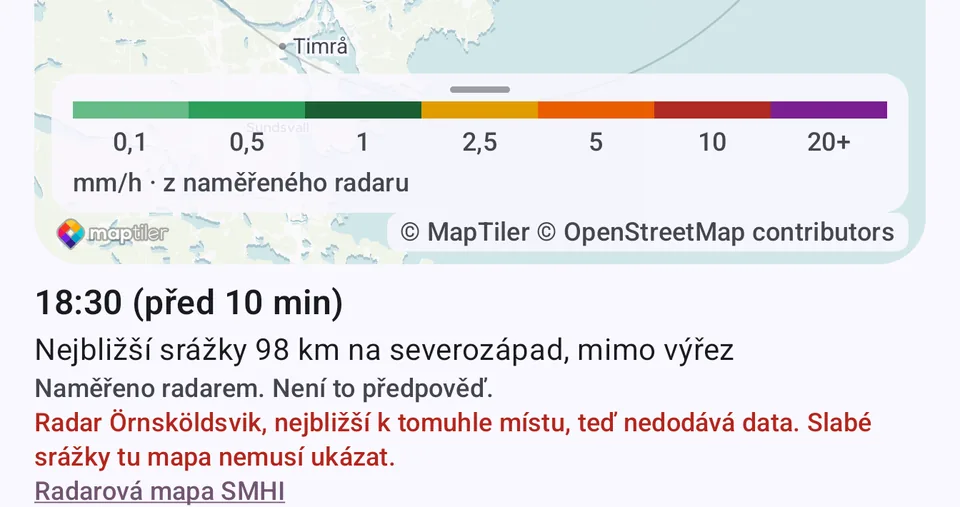 Timrå
Sundsvall
0,1 0,5 1 2,5 5 10 20+
mm/h · z naměřeného radaru
maptiler
© MapTiler © OpenStreetMap contributors
18:30 (před 10 min)
Nejbližší srážky 98 km na severozápad, mimo výřez
Naměřeno radarem. Není to předpověď.
Radar Örnsköldsvik, nejbližší k tomuhle místu, teď nedodává data. Slabé
srážky tu mapa nemusí ukázat.
Radarová mapa SMHI